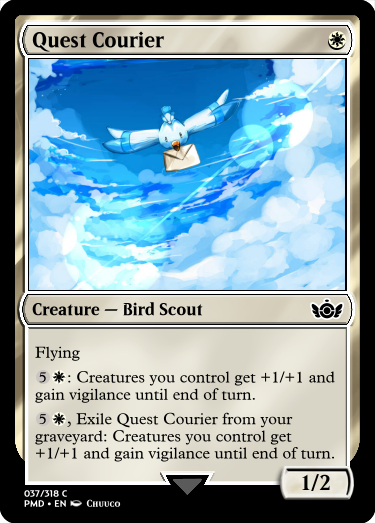 Quest Courier
Creature — Bird Scout
Flying
5 : Creatures you control get +1/+1 and
gain vigilance until end of turn.
5 , Exile Quest Courier from your
graveyard: Creatures you control get
+1/+1 and gain vigilance until end of turn.
1/2
037/318 C
PMD • EN Chuuco